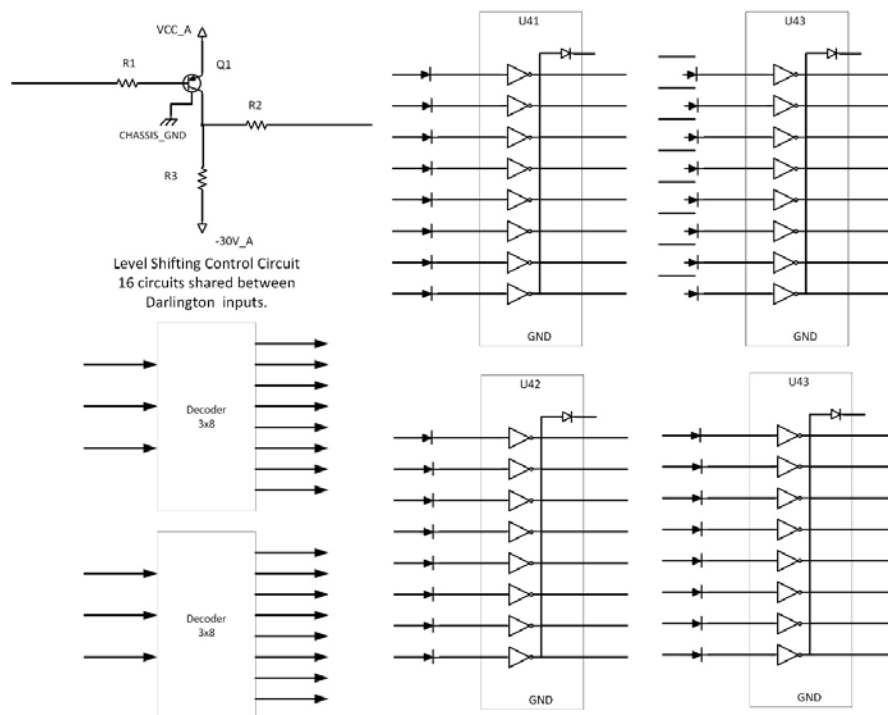 VCC_A
R1
Q1
R2
CHASSIS_GND
R3
-30V_A
Level Shifting Control Circuit
16 circuits shared between
Darlington inputs.
Decoder
3x8
Decoder
3x8
U41
GND
U43
GND
U42
GND
U43
GND